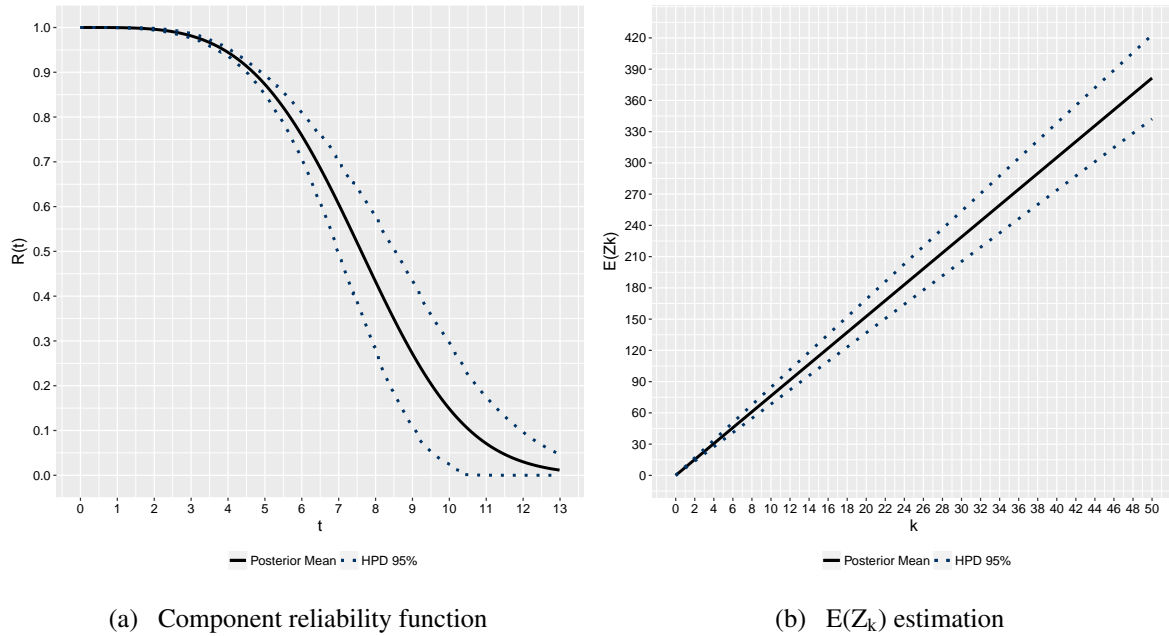 1.0
0.9
0.8
0.7
0.6
0.5
0.4
0.3
0.2
0.1
0.0
R(t)
0 1 2 3 4 5 6 7 8 9 10 11 12 13
t
Posterior Mean HPD 95%
(a) Component reliability function
420
390
360
330
300
270
240
210
180
150
120
90
60
30
0
E(Zk)
0 2 4 6 8 10 12 14 16 18 20 22 24 26 28 30 32 34 36 38 40 42 44 46 48 50
k
Posterior Mean HPD 95%
(b) E(Zk) estimation